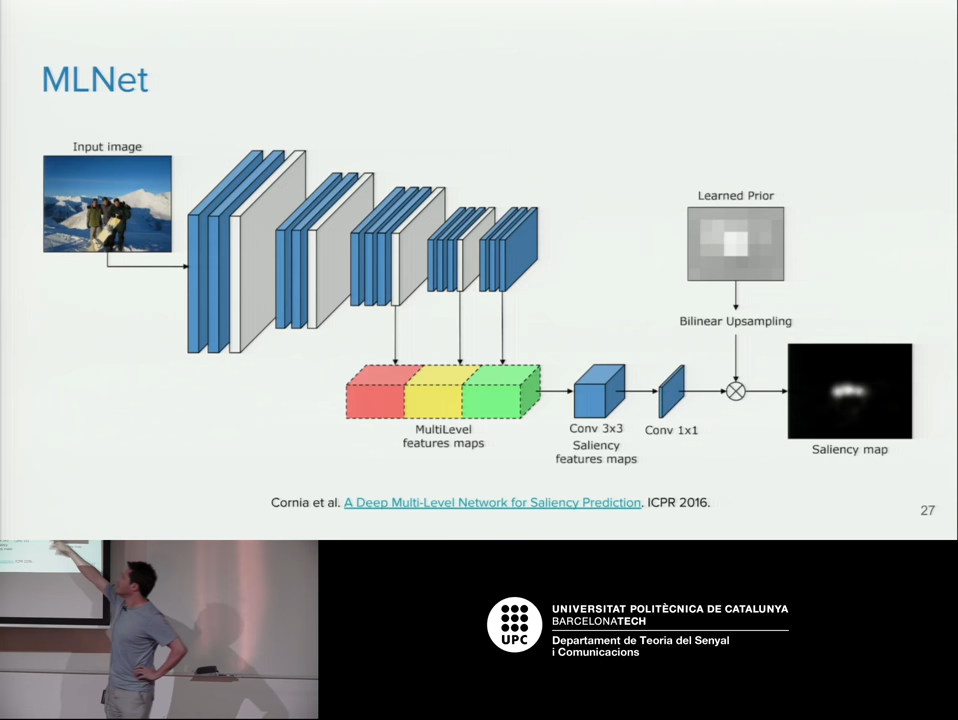 MLNet
Input image
Learned Prior
Bilinear Upsampling
MultiLevel
features maps
Conv 3x3
Saliency
features maps
Conv 1x1
Saliency map
Cornia et al. A Deep Multi-Level Network for Saliency Prediction. ICPR 2016.
27
UPC
UNIVERSITAT POLITÈCNICA DE CATALUNYA
BARCELONATECH
Departament de Teoria del Senyal
i Comunicacions